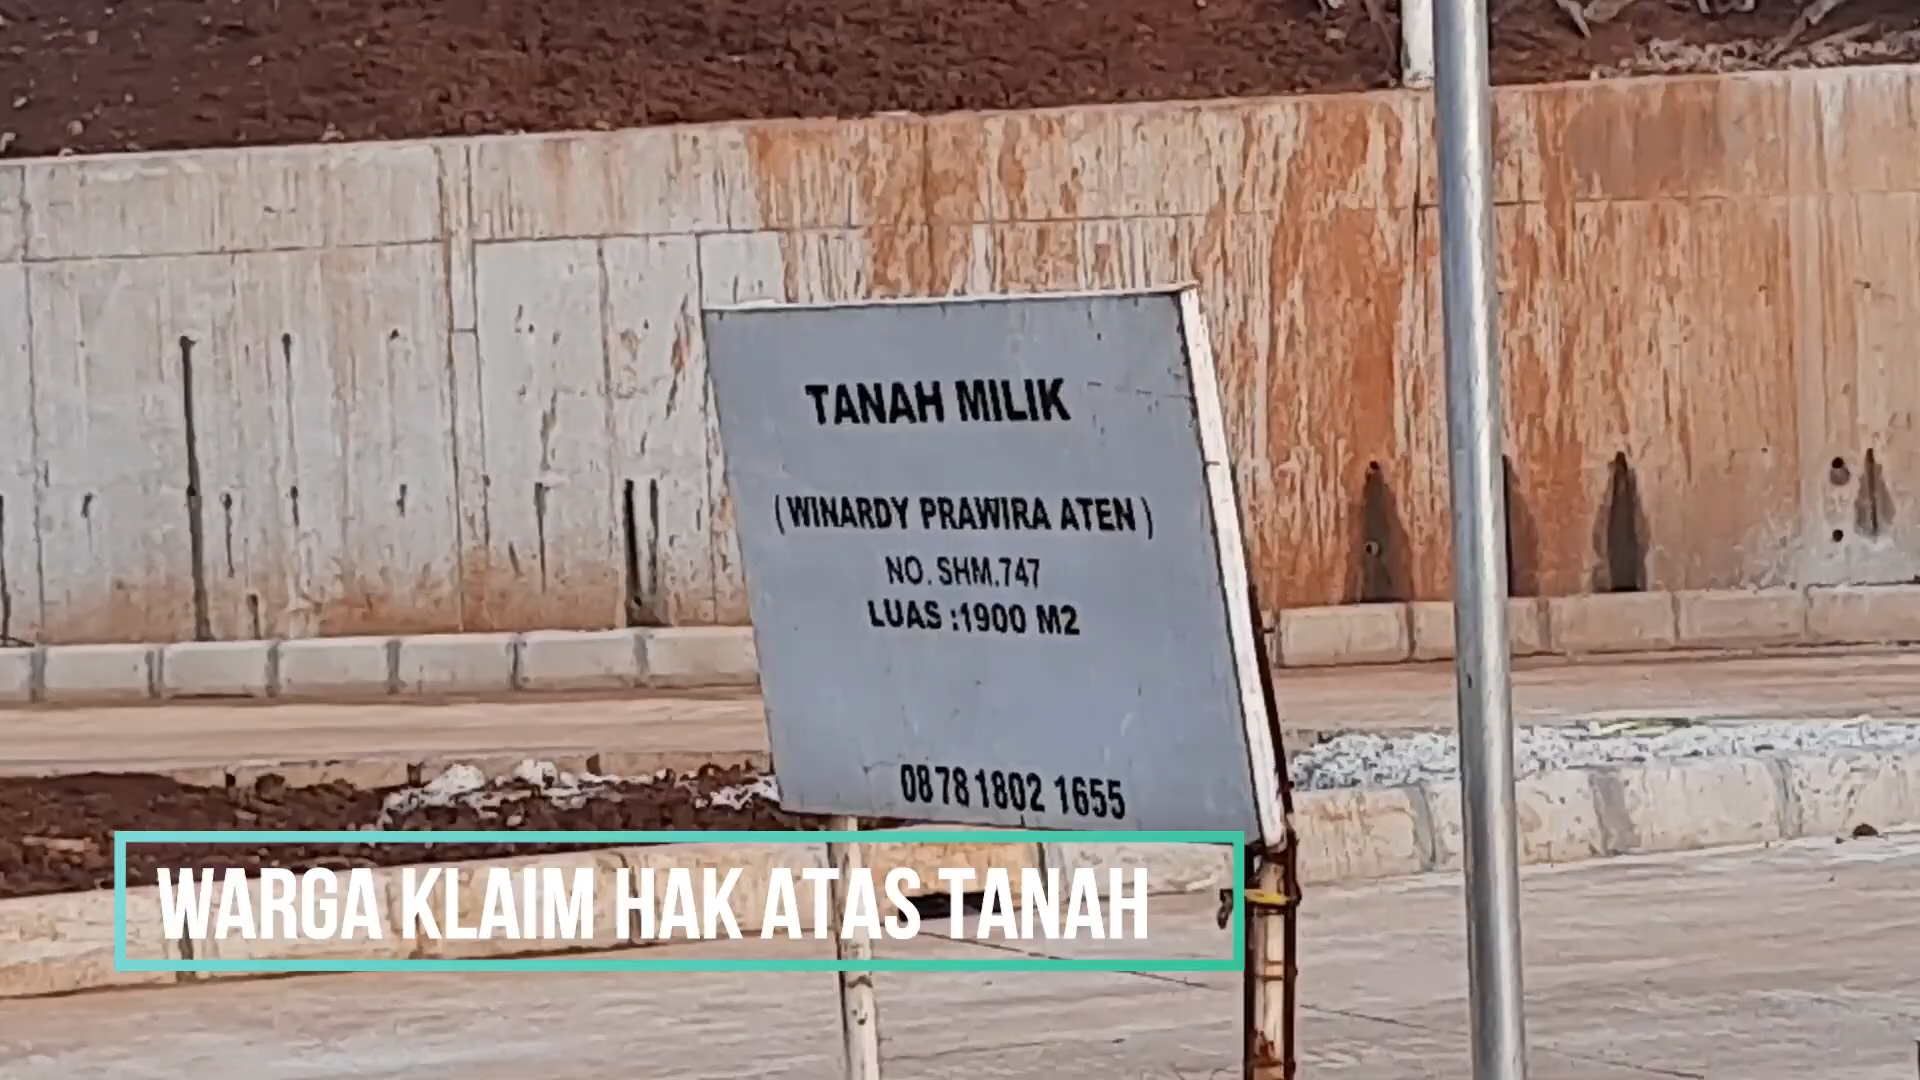 TANAH MILIK
( WINARDY PRAWIRA ATEN )
NO. SHM.747
LUAS :1900 M2
0878 1802 1655
WARGA KLAIM HAK ATAS TANAH